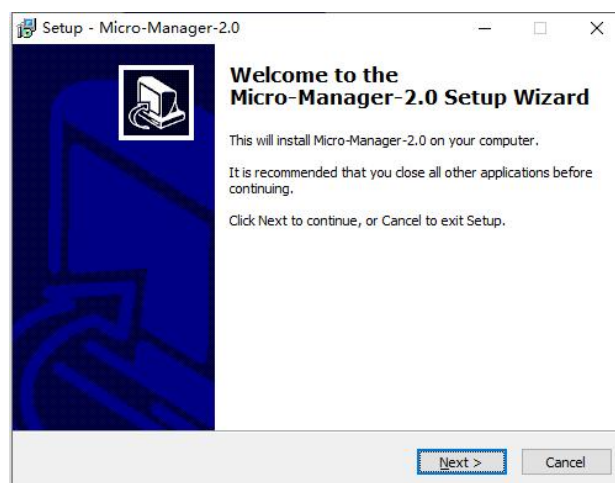 Setup - Micro-Manager-2.0
Welcome to the
Micro-Manager-2.0 Setup Wizard
This will install Micro-Manager-2.0 on your computer.
It is recommended that you close all other applications before
continuing.
Click Next to continue, or Cancel to exit Setup.
Next >
Cancel